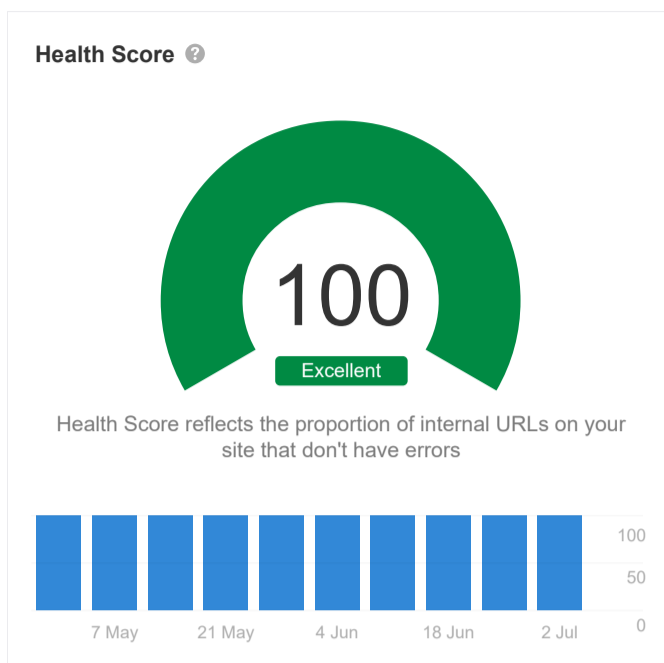 Health Score ?
100
Excellent
Health Score reflects the proportion of internal URLs on your
site that don't have errors
100
50
0
7 May 21 May 4 Jun 18 Jun 2 Jul